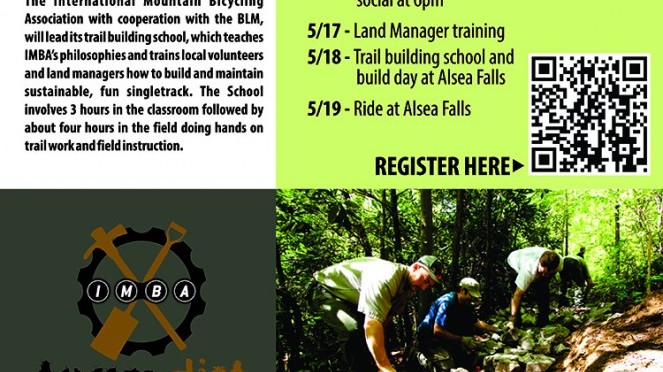 The International Mountain Bicycling
Association with cooperation with the BLM,
will lead its trail building school, which teaches
IMBA's philosophies and trains local volunteers
and land managers how to build and maintain
sustainable, fun singletrack. The School
involves 3 hours in the classroom followed by
about four hours in the field doing hands on
trail work and field instruction.
social at 6pm
5/17 - Land Manager training
5/18 - Trail building school and
build day at Alsea Falls
5/19 - Ride at Alsea Falls
REGISTER HERE
IMBA